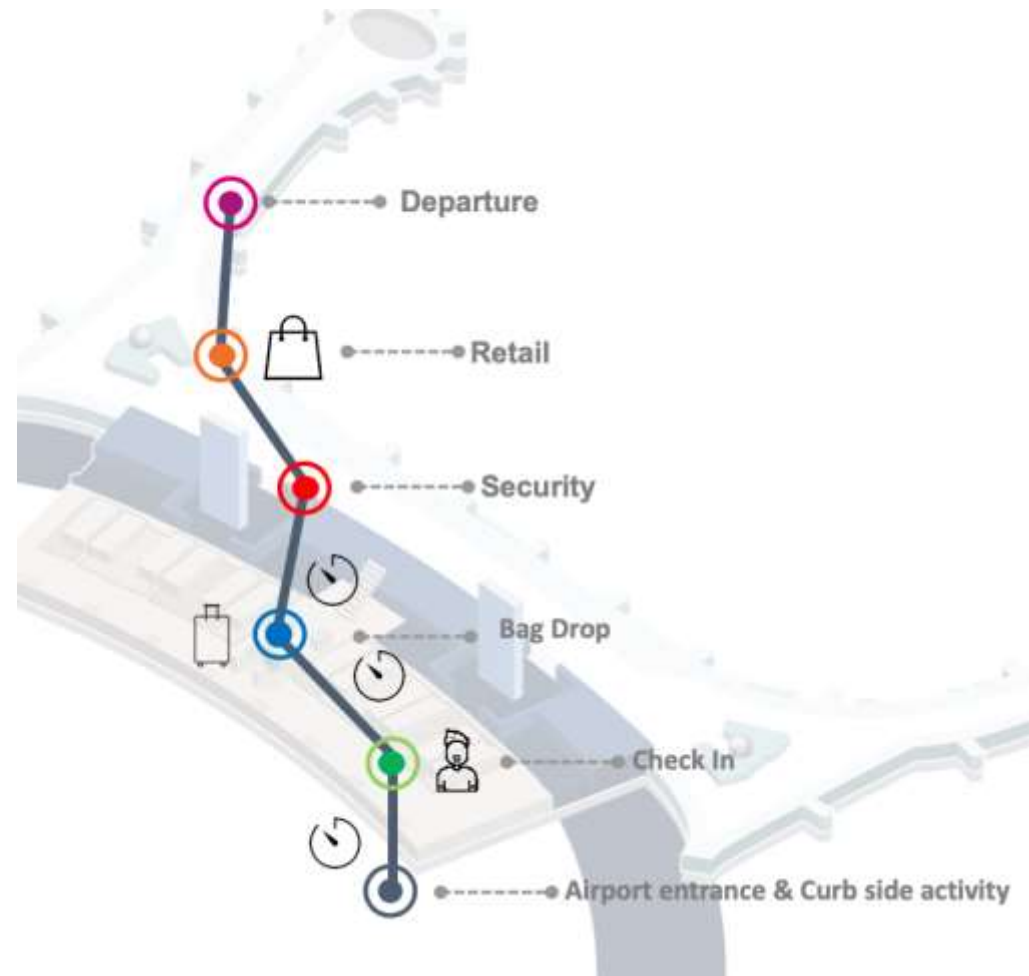 Departure
Retail
Security
Bag Drop
Check In
Airport entrance & Curb side activity